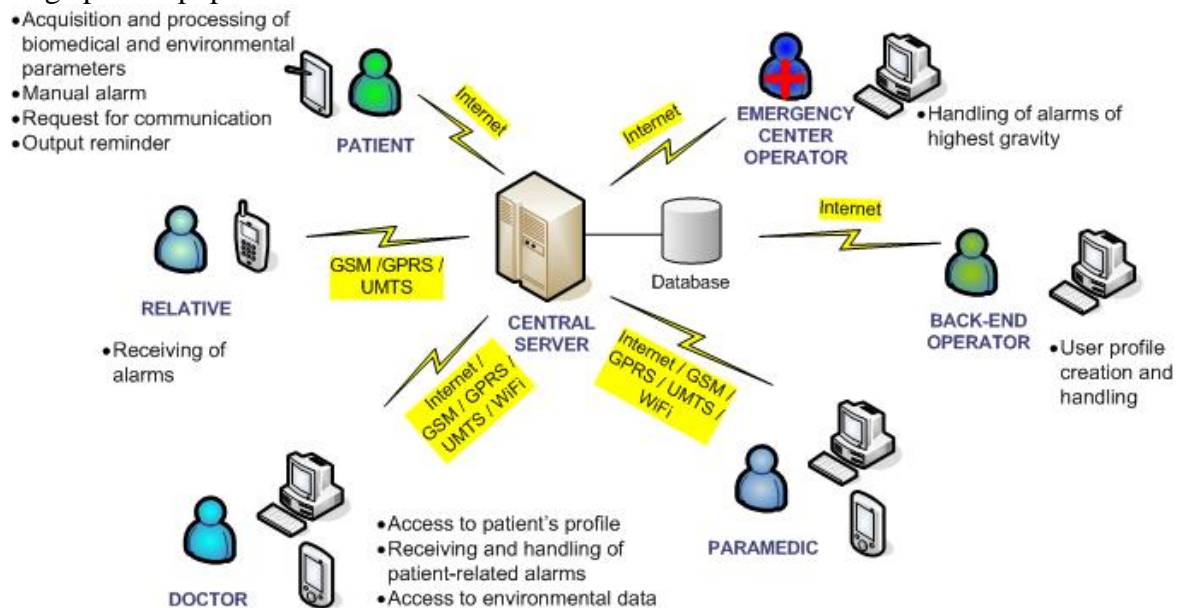 •Acquisition and processing of
biomedical and environmental
parameters
•Manual alarm
•Request for communication
•Output reminder
PATIENT
Internet
Internet
EMERGENCY
CENTER
OPERATOR
•Handling of alarms of
highest gravity
RELATIVE
•Receiving of
alarms
GSM /GPRS /
UMTS
CENTRAL
SERVER
Database
Internet
BACK-END
OPERATOR
•User profile
creation and
handling
Internet /
GSM / GPRS /
UMTS / WiFi
Internet / GSM /
GPRS / UMTS /
WiFi
DOCTOR
•Access to patient's profile
•Receiving and handling of
patient-related alarms
•Access to environmental data
PARAMEDIC